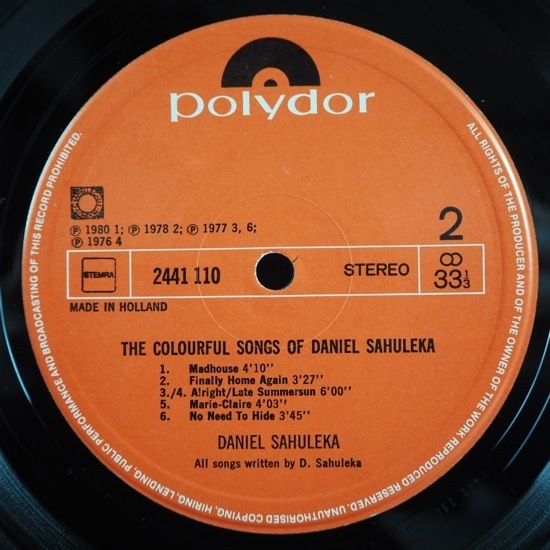 polydor
℗ 1980 1; ℗ 1978 2; ℗ 1977 3, 6;
℗ 1976 4
2
STEMRA
2441 110
STEREO
33 1/3
MADE IN HOLLAND
THE COLOURFUL SONGS OF DANIEL SAHULEKA
1. Madhouse 4'10''
2. Finally Home Again 3'27''
3./4. A!right/Late Summersun 6'00''
5. Marie-Claire 4'03''
6. No Need To Hide 3'45''
DANIEL SAHULEKA
All songs written by D. Sahuleka
ALL RIGHTS OF THE PRODUCER AND OF THE OWNER OF THE WORK REPRODUCED RESERVED. UNAUTHORISED COPYING, HIRING, LENDING, PUBLIC PERFORMANCE AND BROADCASTING OF THIS RECORD PROHIBITED.